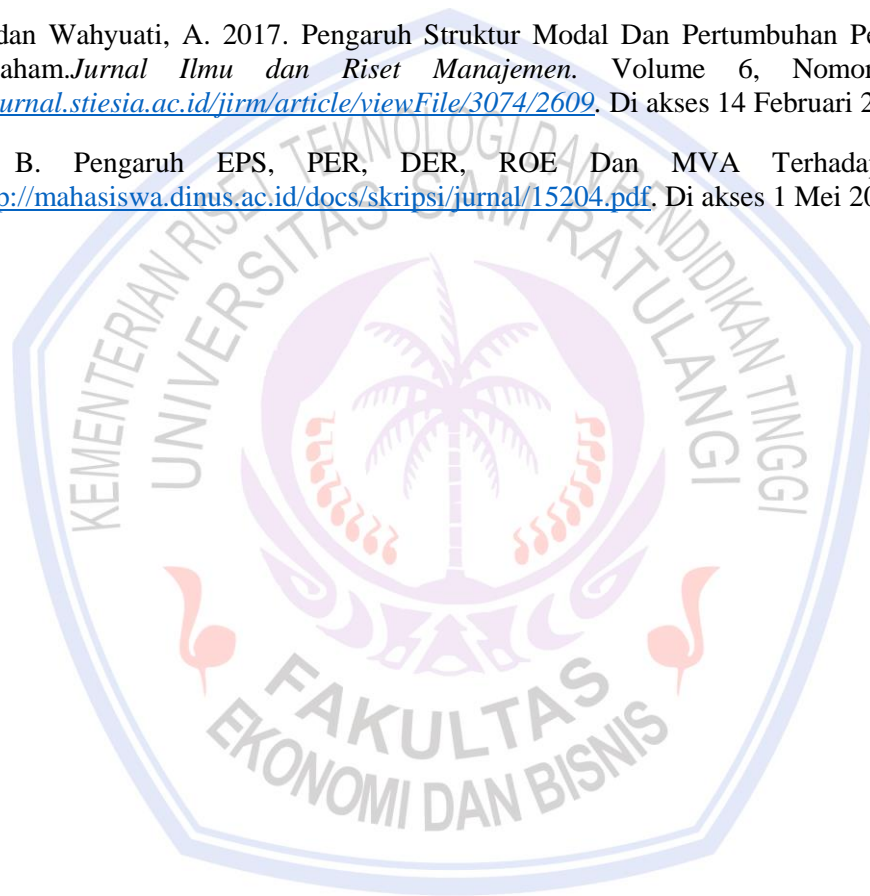 dan Wahyuati, A. 2017. Pengaruh Struktur Modal Dan Pertumbuhan Pe
aham.Jurnal Ilmu dan Riset Manajemen. Volume 6, Nomor
urnal.stiesia.ac.id/jirm/article/viewFile/3074/2609. Di akses 14 Februari 2
B. Pengaruh EPS, PER, DER, ROE Dan MVA Terhada
p://mahasiswa.dinus.ac.id/docs/skripsi/jurnal/15204.pdf. Di akses 1 Mei 20
KEMENTERIAN RISET TEKNOLOGI DAN PENDIDIKAN TINGGI
UNIVERSITAS SAM RATULANGI
FAKULTAS
EKONOMI DAN BISNIS